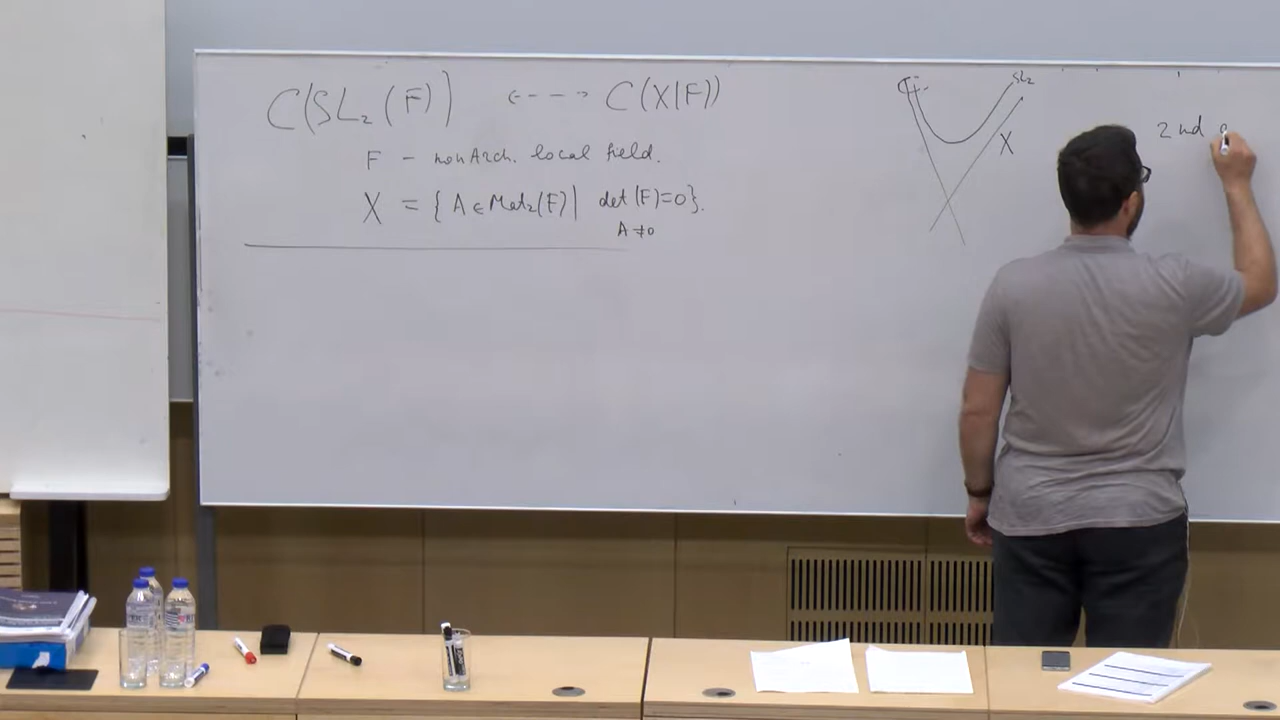 C(SL₂(F)) <---> C(X(F))
F - nonArch. local field.
X = {A ∈ Mat₂(F) | det(F)=0}.
A ≠ 0
SL₂
X
2nd